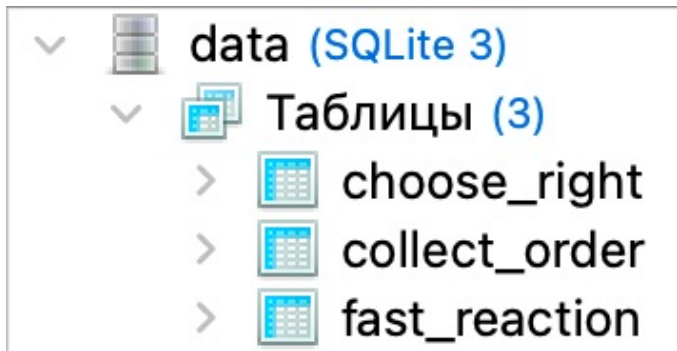 data (SQLite 3)
Таблицы (3)
choose_right
collect_order
fast_reaction